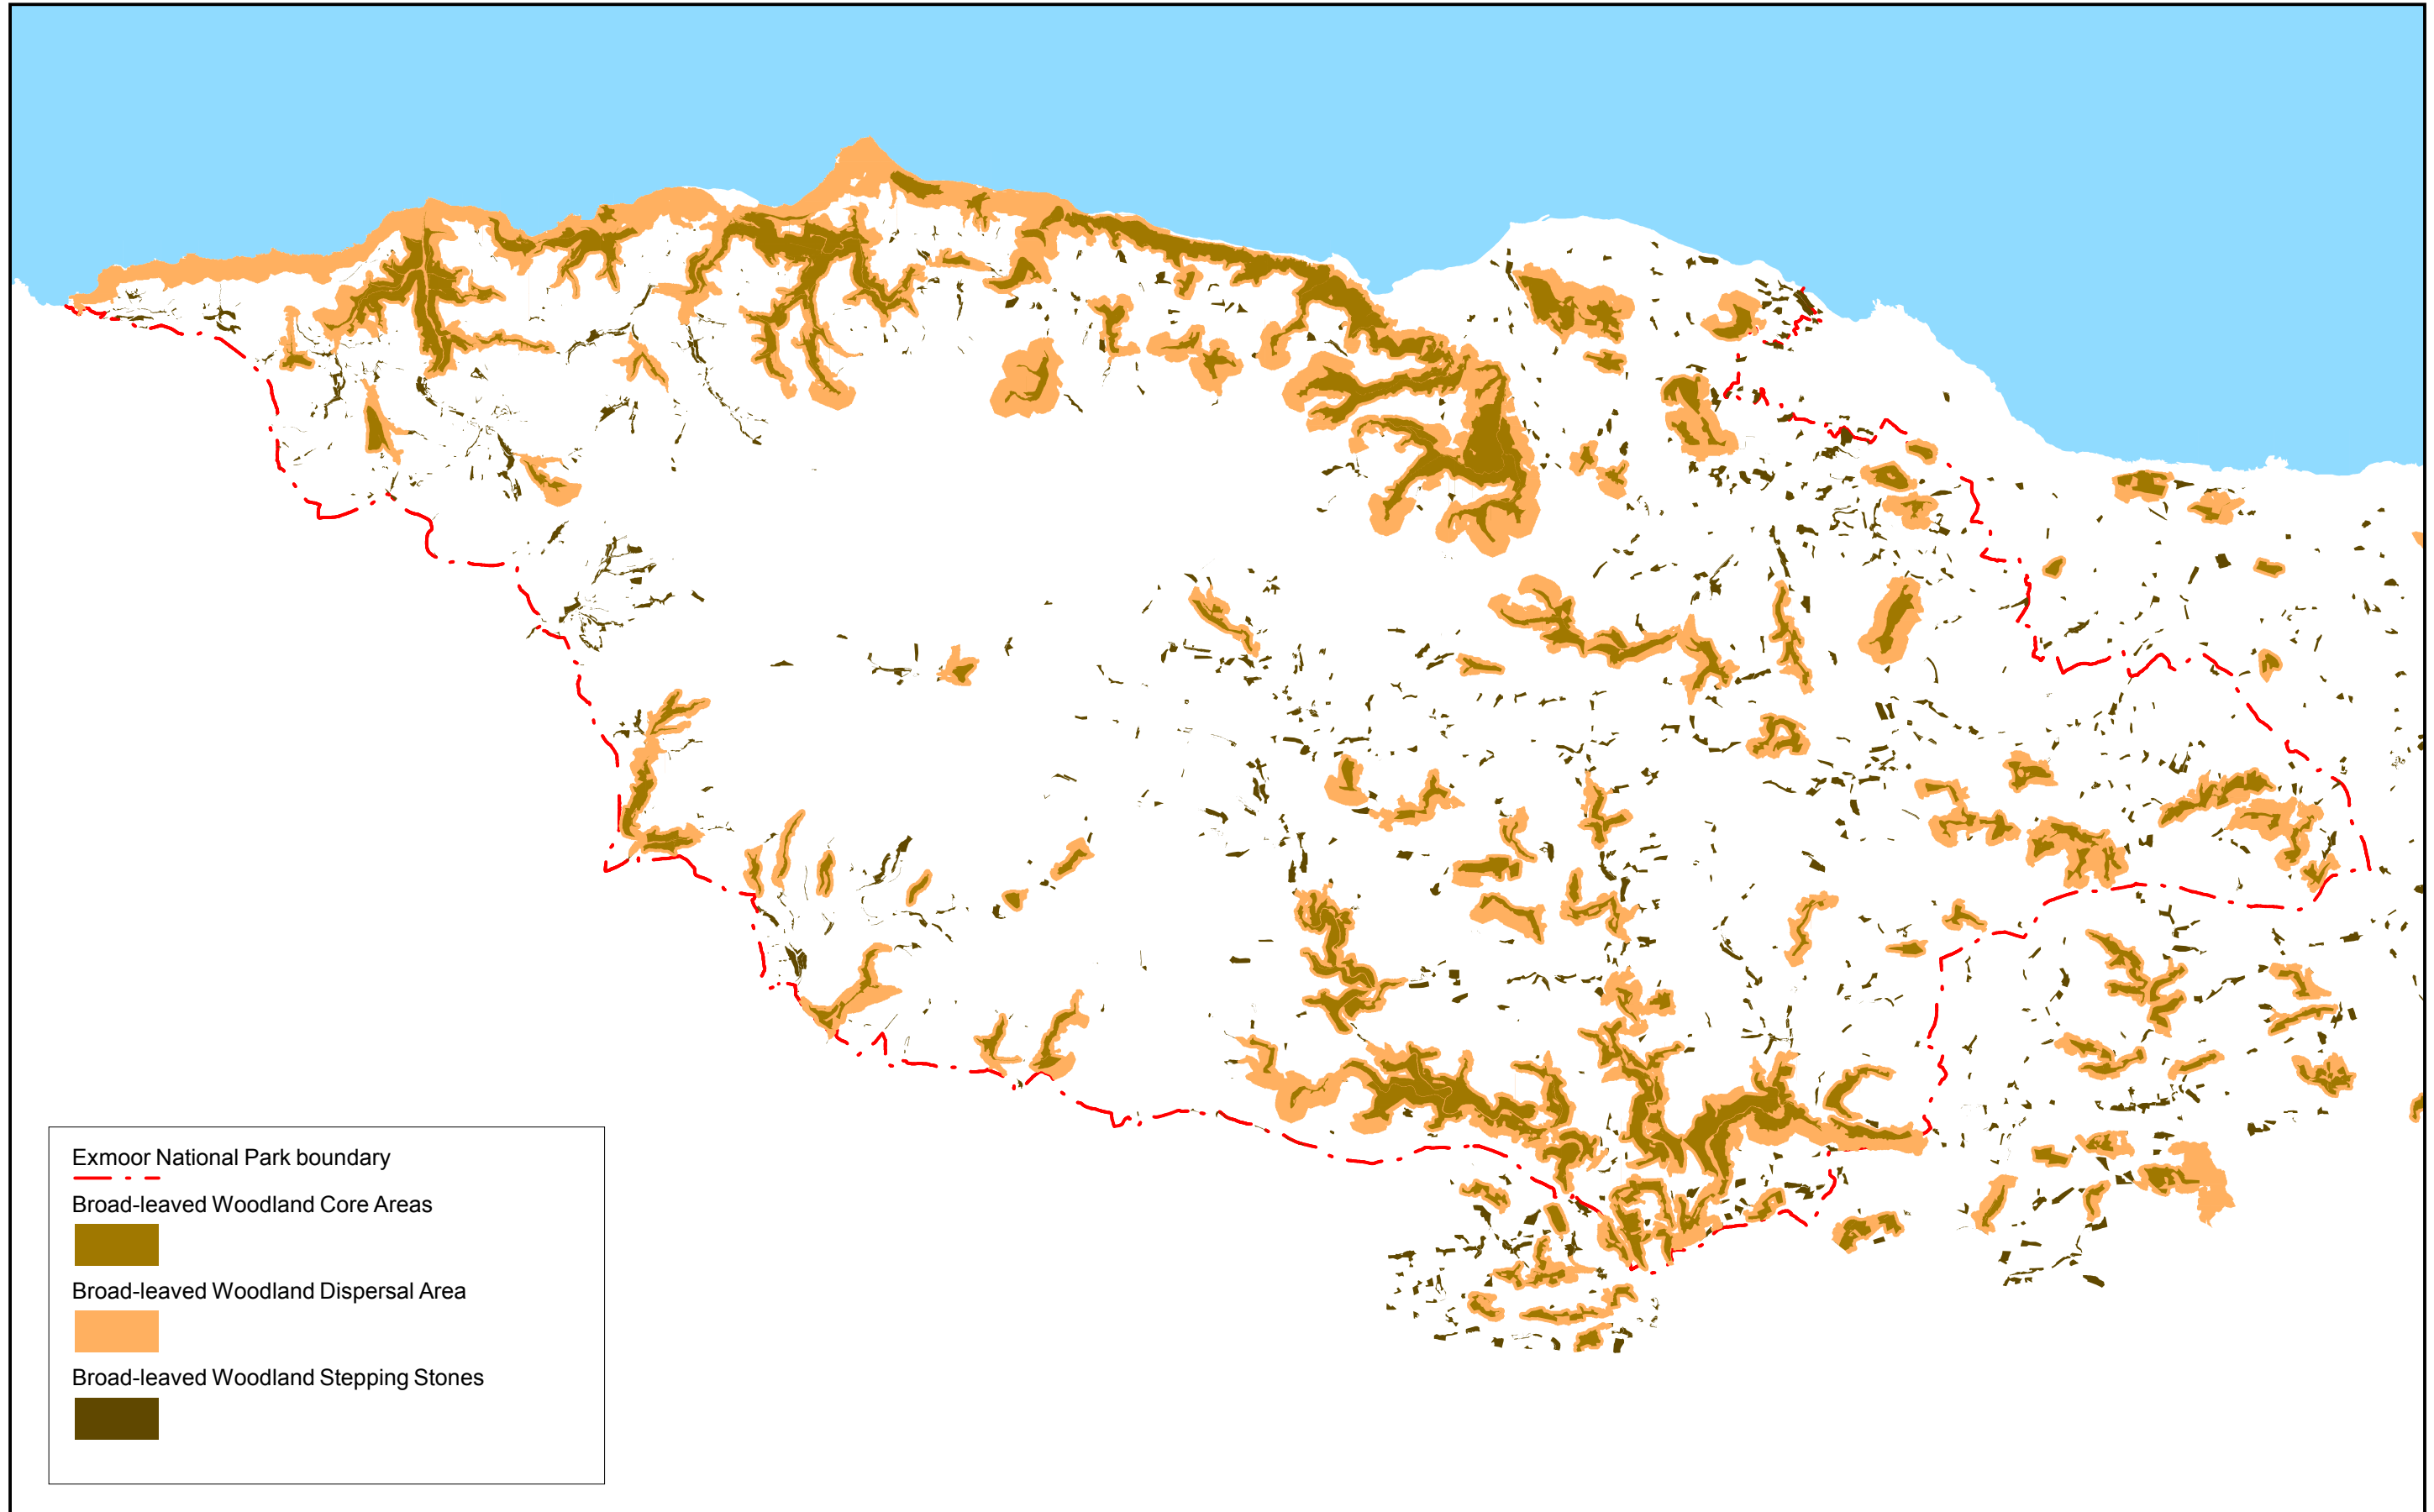 Exmoor National Park boundary
Broad-leaved Woodland Core Areas
Broad-leaved Woodland Dispersal Area
Broad-leaved Woodland Stepping Stones